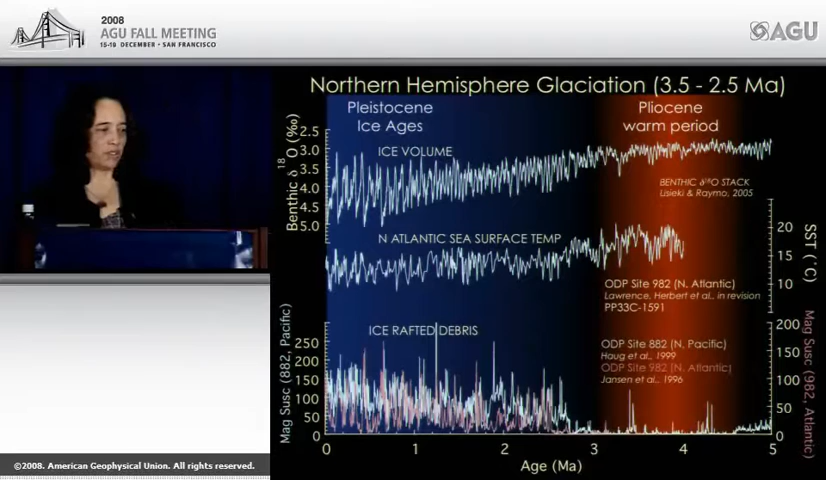 2008
AGU FALL MEETING
15-19 DECEMBER • SAN FRANCISCO
AGU
Northern Hemisphere Glaciation (3.5 - 2.5 Ma)
Pleistocene
Ice Ages
Pliocene
warm period
Benthic δ18O (‰)
2.5
3.0
3.5
4.0
4.5
5.0
ICE VOLUME
BENTHIC δ18O STACK
Lisieki & Raymo, 2005
N ATLANTIC SEA SURFACE TEMP
20
15
10
SST (°C)
ODP Site 982 (N. Atlantic)
Lawrence, Herbert et al., in revision
PP33C-1591
ICE RAFTED DEBRIS
Mag Susc (882, Pacific)
250
200
150
100
50
0
ODP Site 882 (N. Pacific)
Haug et al., 1999
ODP Site 982 (N. Atlantic)
Jansen et al., 1996
200
150
100
50
0
Mag Susc (982, Atlantic)
0 1 2 3 4 5
Age (Ma)
©2008. American Geophysical Union. All rights reserved.